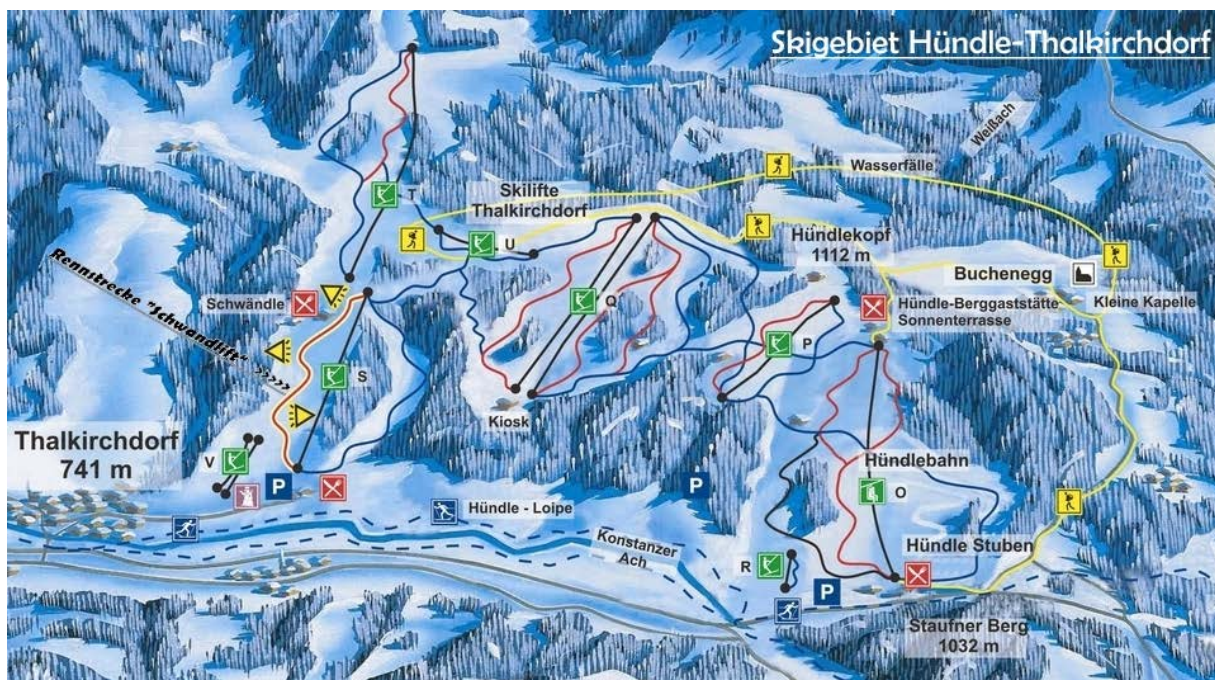 Skigebiet Hündle-Thalkirchdorf
Weißach
Wasserfälle
Skilifte
Thalkirchdorf
T
U
Hündlekopf
1112 m
Buchenegg
Kleine Kapelle
Rennstrecke "Schwandlift" >>>>>
Schwändle
Q
Hündle-Berggaststätte
Sonnenterrasse
P
S
Kiosk
Thalkirchdorf
741 m
V
P
P
Hündlebahn
O
Hündle - Loipe
Konstanzer
Ach
Hündle Stuben
R
P
Staufner Berg
1032 m